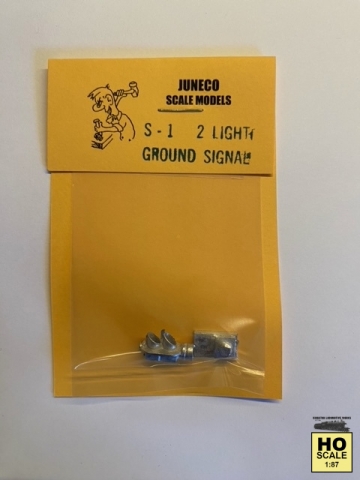 JUNECO
SCALE MODELS
S-1 2 LIGHT
GROUND SIGNAL
HO
SCALE
1:87